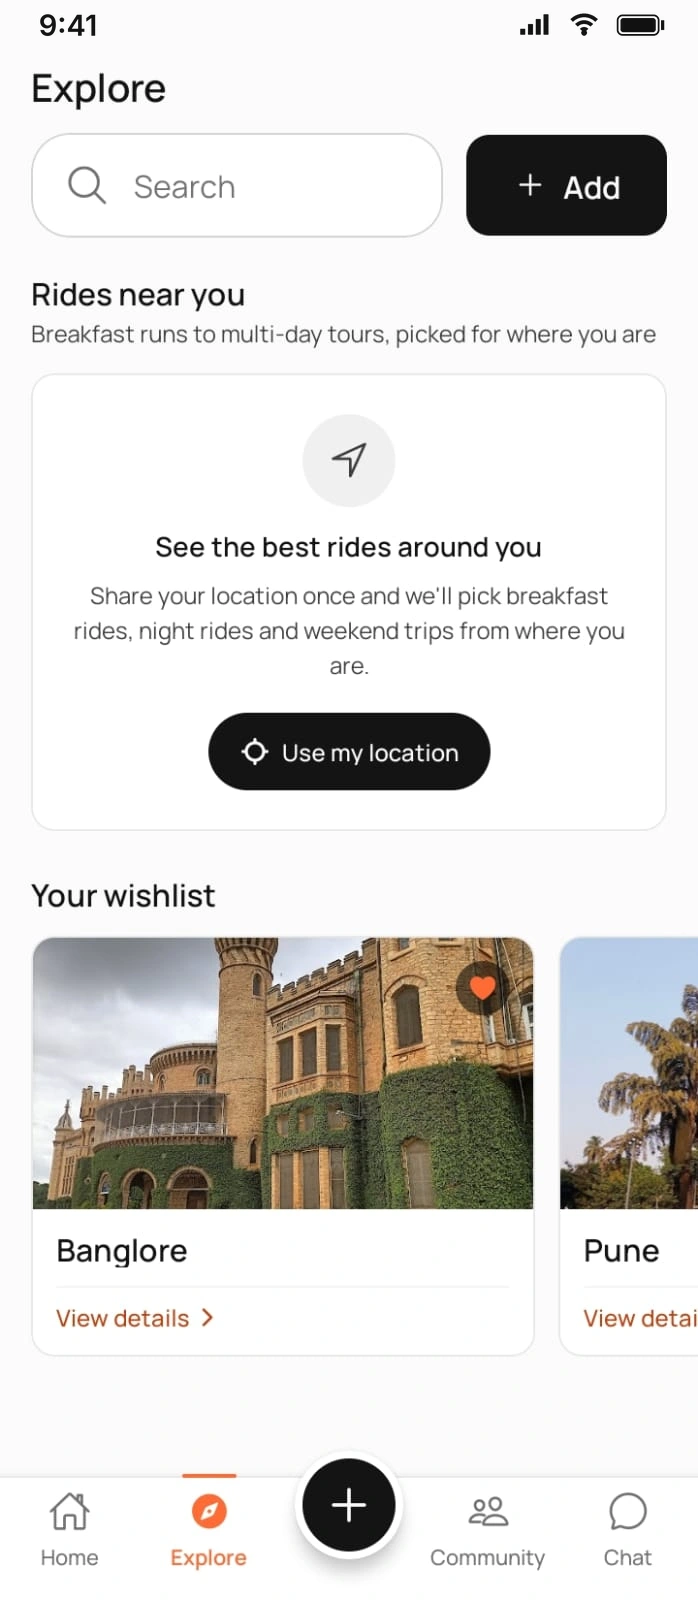 9:41
Explore
Search
+ Add
Rides near you
Breakfast runs to multi-day tours, picked for where you are
See the best rides around you
Share your location once and we'll pick breakfast
rides, night rides and weekend trips from where you
are.
Use my location
Your wishlist
Banglore
Pune
View details >
View detai
Home
Explore
Community
Chat